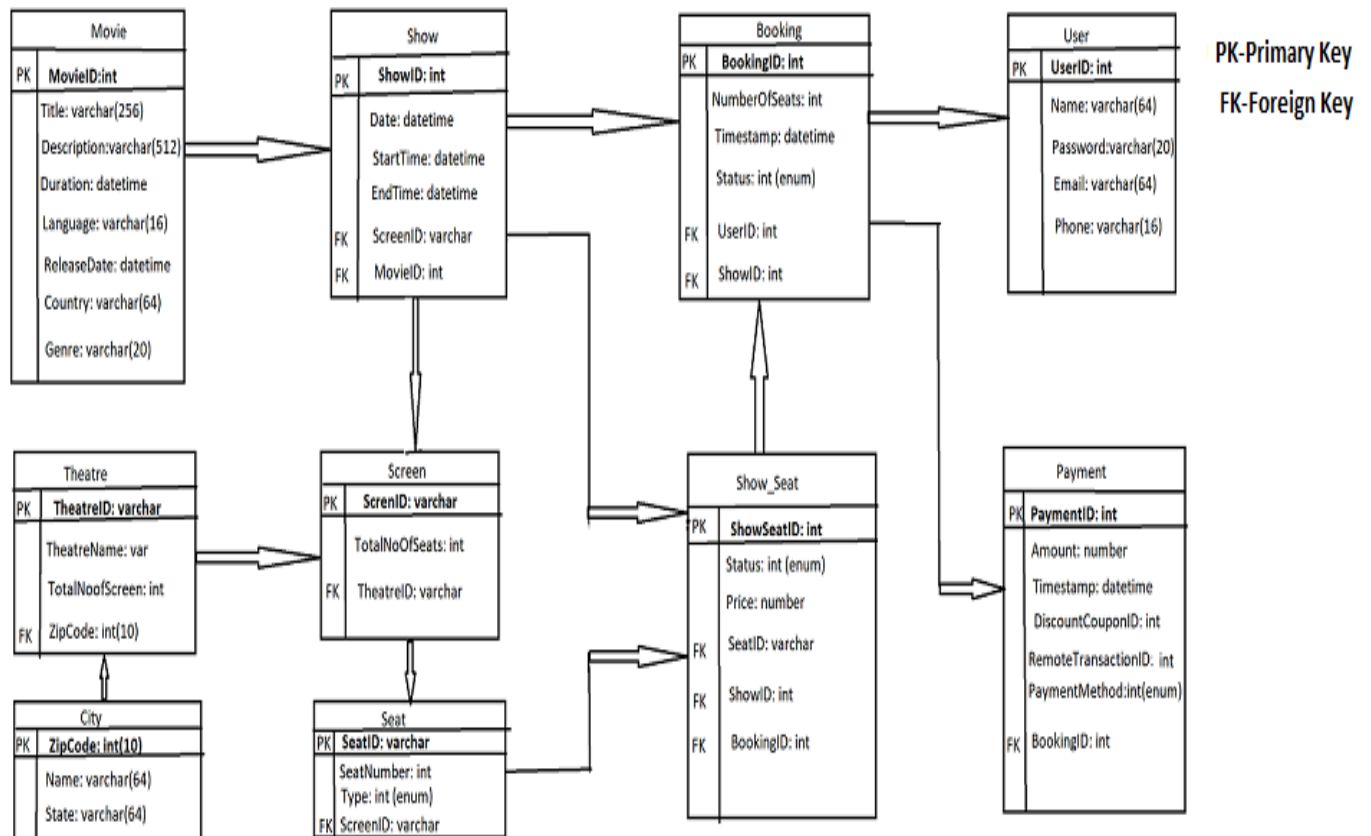 Movie
PK MovieID:int
Title: varchar(256)
Description:varchar(512)
Duration: datetime
Language: varchar(16)
ReleaseDate: datetime
Country: varchar(64)
Genre: varchar(20)
Show
PK ShowID: int
Date: datetime
StartTime: datetime
EndTime: datetime
FK ScreenID: varchar
FK MovieID: int
Booking
PK BookingID: int
NumberOfSeats: int
Timestamp: datetime
Status: int (enum)
FK UserID: int
FK ShowID: int
User
PK UserID: int
Name: varchar(64)
Password:varchar(20)
Email: varchar(64)
Phone: varchar(16)
PK-Primary Key
FK-Foreign Key
Theatre
PK TheatreID: varchar
TheatreName: var
TotalNoofScreen: int
FK ZipCode: int(10)
Screen
PK ScrenID: varchar
TotalNoOfSeats: int
FK TheatreID: varchar
Show_Seat
PK ShowSeatID: int
Status: int (enum)
Price: number
FK SeatID: varchar
FK ShowID: int
FK BookingID: int
Payment
PK PaymentID: int
Amount: number
Timestamp: datetime
DiscountCouponID: int
RemoteTransactionID: int
PaymentMethod:int(enum)
FK BookingID: int
City
PK ZipCode: int(10)
Name: varchar(64)
State: varchar(64)
Seat
PK SeatID: varchar
SeatNumber: int
Type: int (enum)
FK ScreenID: varchar